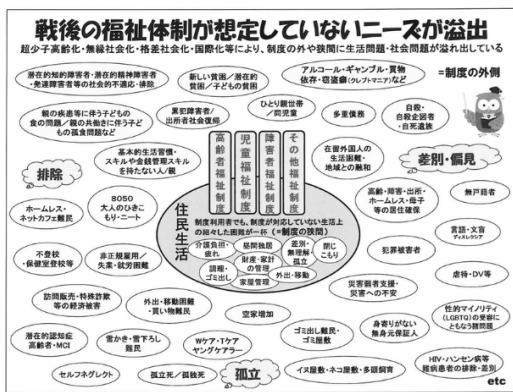 戦後の福祉体制が想定していないニーズが溢出
超少子高齢化・無縁社会化・格差社会化・国際化等により、制度の外や狭間に生活問題・社会問題が溢れ出している
潜在的知的障害者・潜在的精神障害者・
発達障害者等の社会的不適応・排除
新しい貧困/潜在的
貧困/子どもの貧困
アルコール・ギャンブル・買物
依存・窃盗癖(クレプトマニア)など
=制度の外側
親の疾患等に伴う子どもの
食の問題/親の共働きに伴う子ど
もの孤食問題など
累犯障害者/
出所者社会復帰
ひとり親世帯
/同児童
多重債務
自殺・
自殺企図者
・自死遺族
基本的生活習慣・
スキルや金銭管理スキル
を持たない人/親
高齢者福祉制度
児童福祉制度
障害者福祉制度
その他福祉制度
在留外国人の
生活困難・
地域との融和
差別・偏見
排除
ホームレス・
ネットカフェ難民
8050
大人のひきこ
もり・ニート
高齢・障害・出所・
ホームレス・母子
等の居住確保
無戸籍者
住民生活
制度利用者でも、制度が対応していない生活上
の細々した困難が一杯(=制度の狭間)
介護負担・
疲れ
昼間独居
差別・
無理解・
孤立
閉じ
こもり
調理・
ゴミ出し
財産・家計
の管理
外出・移動
家屋管理
言語・文盲
ディスレクシア
犯罪被害者
不登校
・保健室登校等
非正規雇用/
失業・就労困難
虐待・DV等
訪問販売・特殊詐欺
等の経済被害
外出・移動困難
・買い物難民
空家増加
災害弱者支援・
災害への不安
性的マイノリティ
(LGBTQ)の受容に
ともなう諸問題
潜在的認知症
高齢者・MCI
雪かき・雪下ろし
難民
Wケア・Tケア
ヤングケアラー
ゴミ出し難民・
ゴミ屋敷
身寄りがない
無身元保証人
セルフネグレクト
孤立死/孤独死
孤立
イヌ屋敷・ネコ屋敷・多頭飼育
HIV・ハンセン病等
難病患者の排除・差別
etc